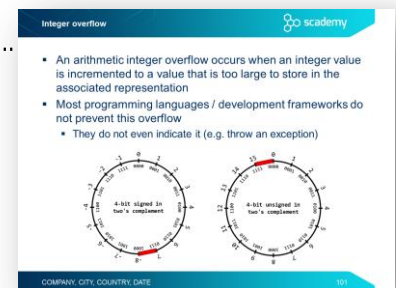 Integer overflow
scademy
An arithmetic integer overflow occurs when an integer value
is incremented to a value that is too large to store in the
associated representation
Most programming languages / development frameworks do
not prevent this overflow
They do not even indicate it (e.g. throw an exception)
4-bit signed in
two's complement
4-bit unsigned in
two's complement
COMPANY, CITY, COUNTRY, DATE
101